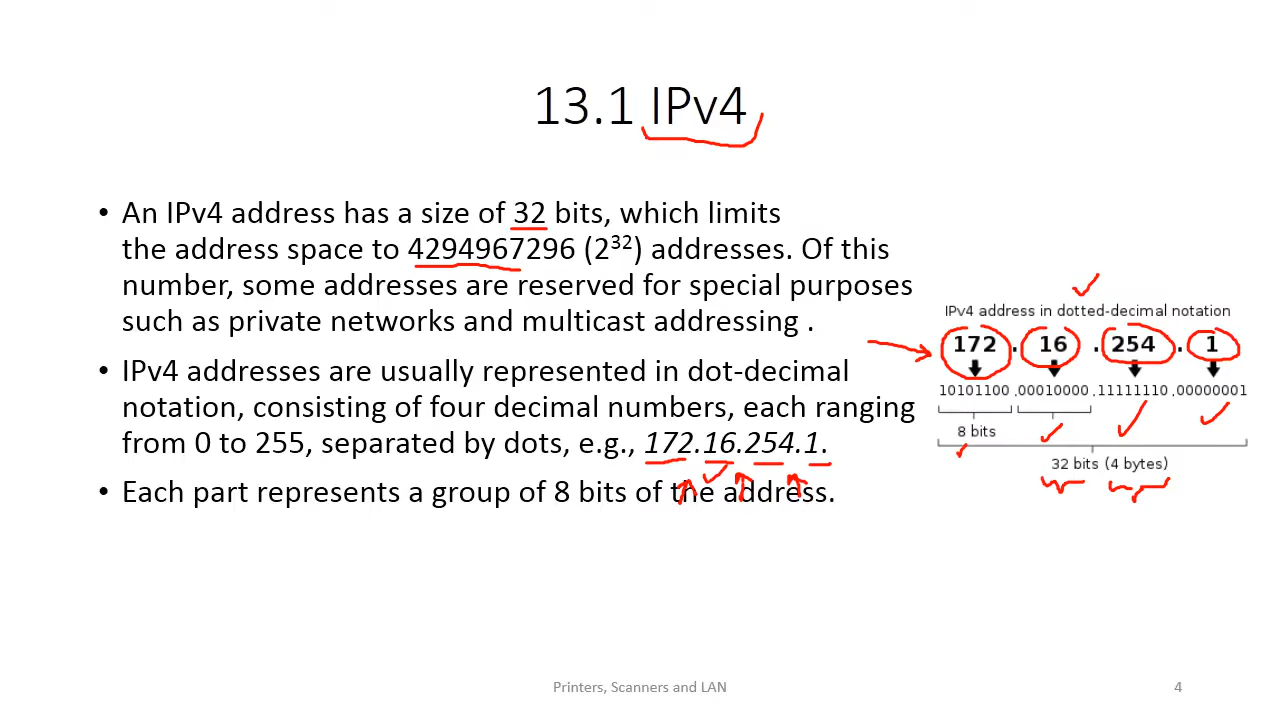 13.1 IPv4
• An IPv4 address has a size of 32 bits, which limits
the address space to 4294967296 (2³²) addresses. Of this
number, some addresses are reserved for special purposes
such as private networks and multicast addressing .
• IPv4 addresses are usually represented in dot-decimal
notation, consisting of four decimal numbers, each ranging
from 0 to 255, separated by dots, e.g., 172.16.254.1.
• Each part represents a group of 8 bits of the address.
IPv4 address in dotted-decimal notation
172 . 16 . 254 . 1
10101100 .00010000 .11111110 .00000001
8 bits
32 bits (4 bytes)
Printers, Scanners and LAN
4